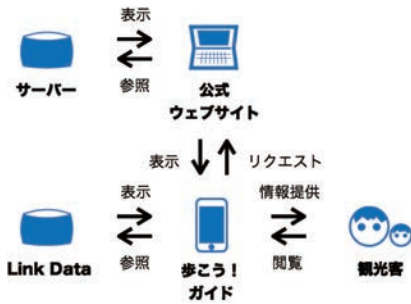 表示
参照
サーバー
公式
ウェブサイト
表示
リクエスト
表示
参照
情報提供
閲覧
Link Data
歩こう！
ガイド
観光客